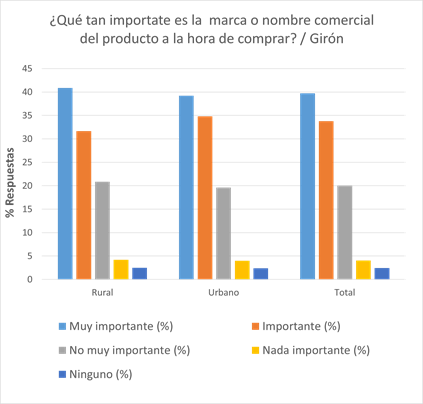 ¿Qué tan importate es la  marca o nombre comercial
del producto a la hora de comprar? / Girón
% Respuestas
45
40
35
30
25
20
15
10
5
0
Rural Urbano Total
Muy importante (%) Importante (%)
No muy importante (%) Nada importante (%)
Ninguno (%)